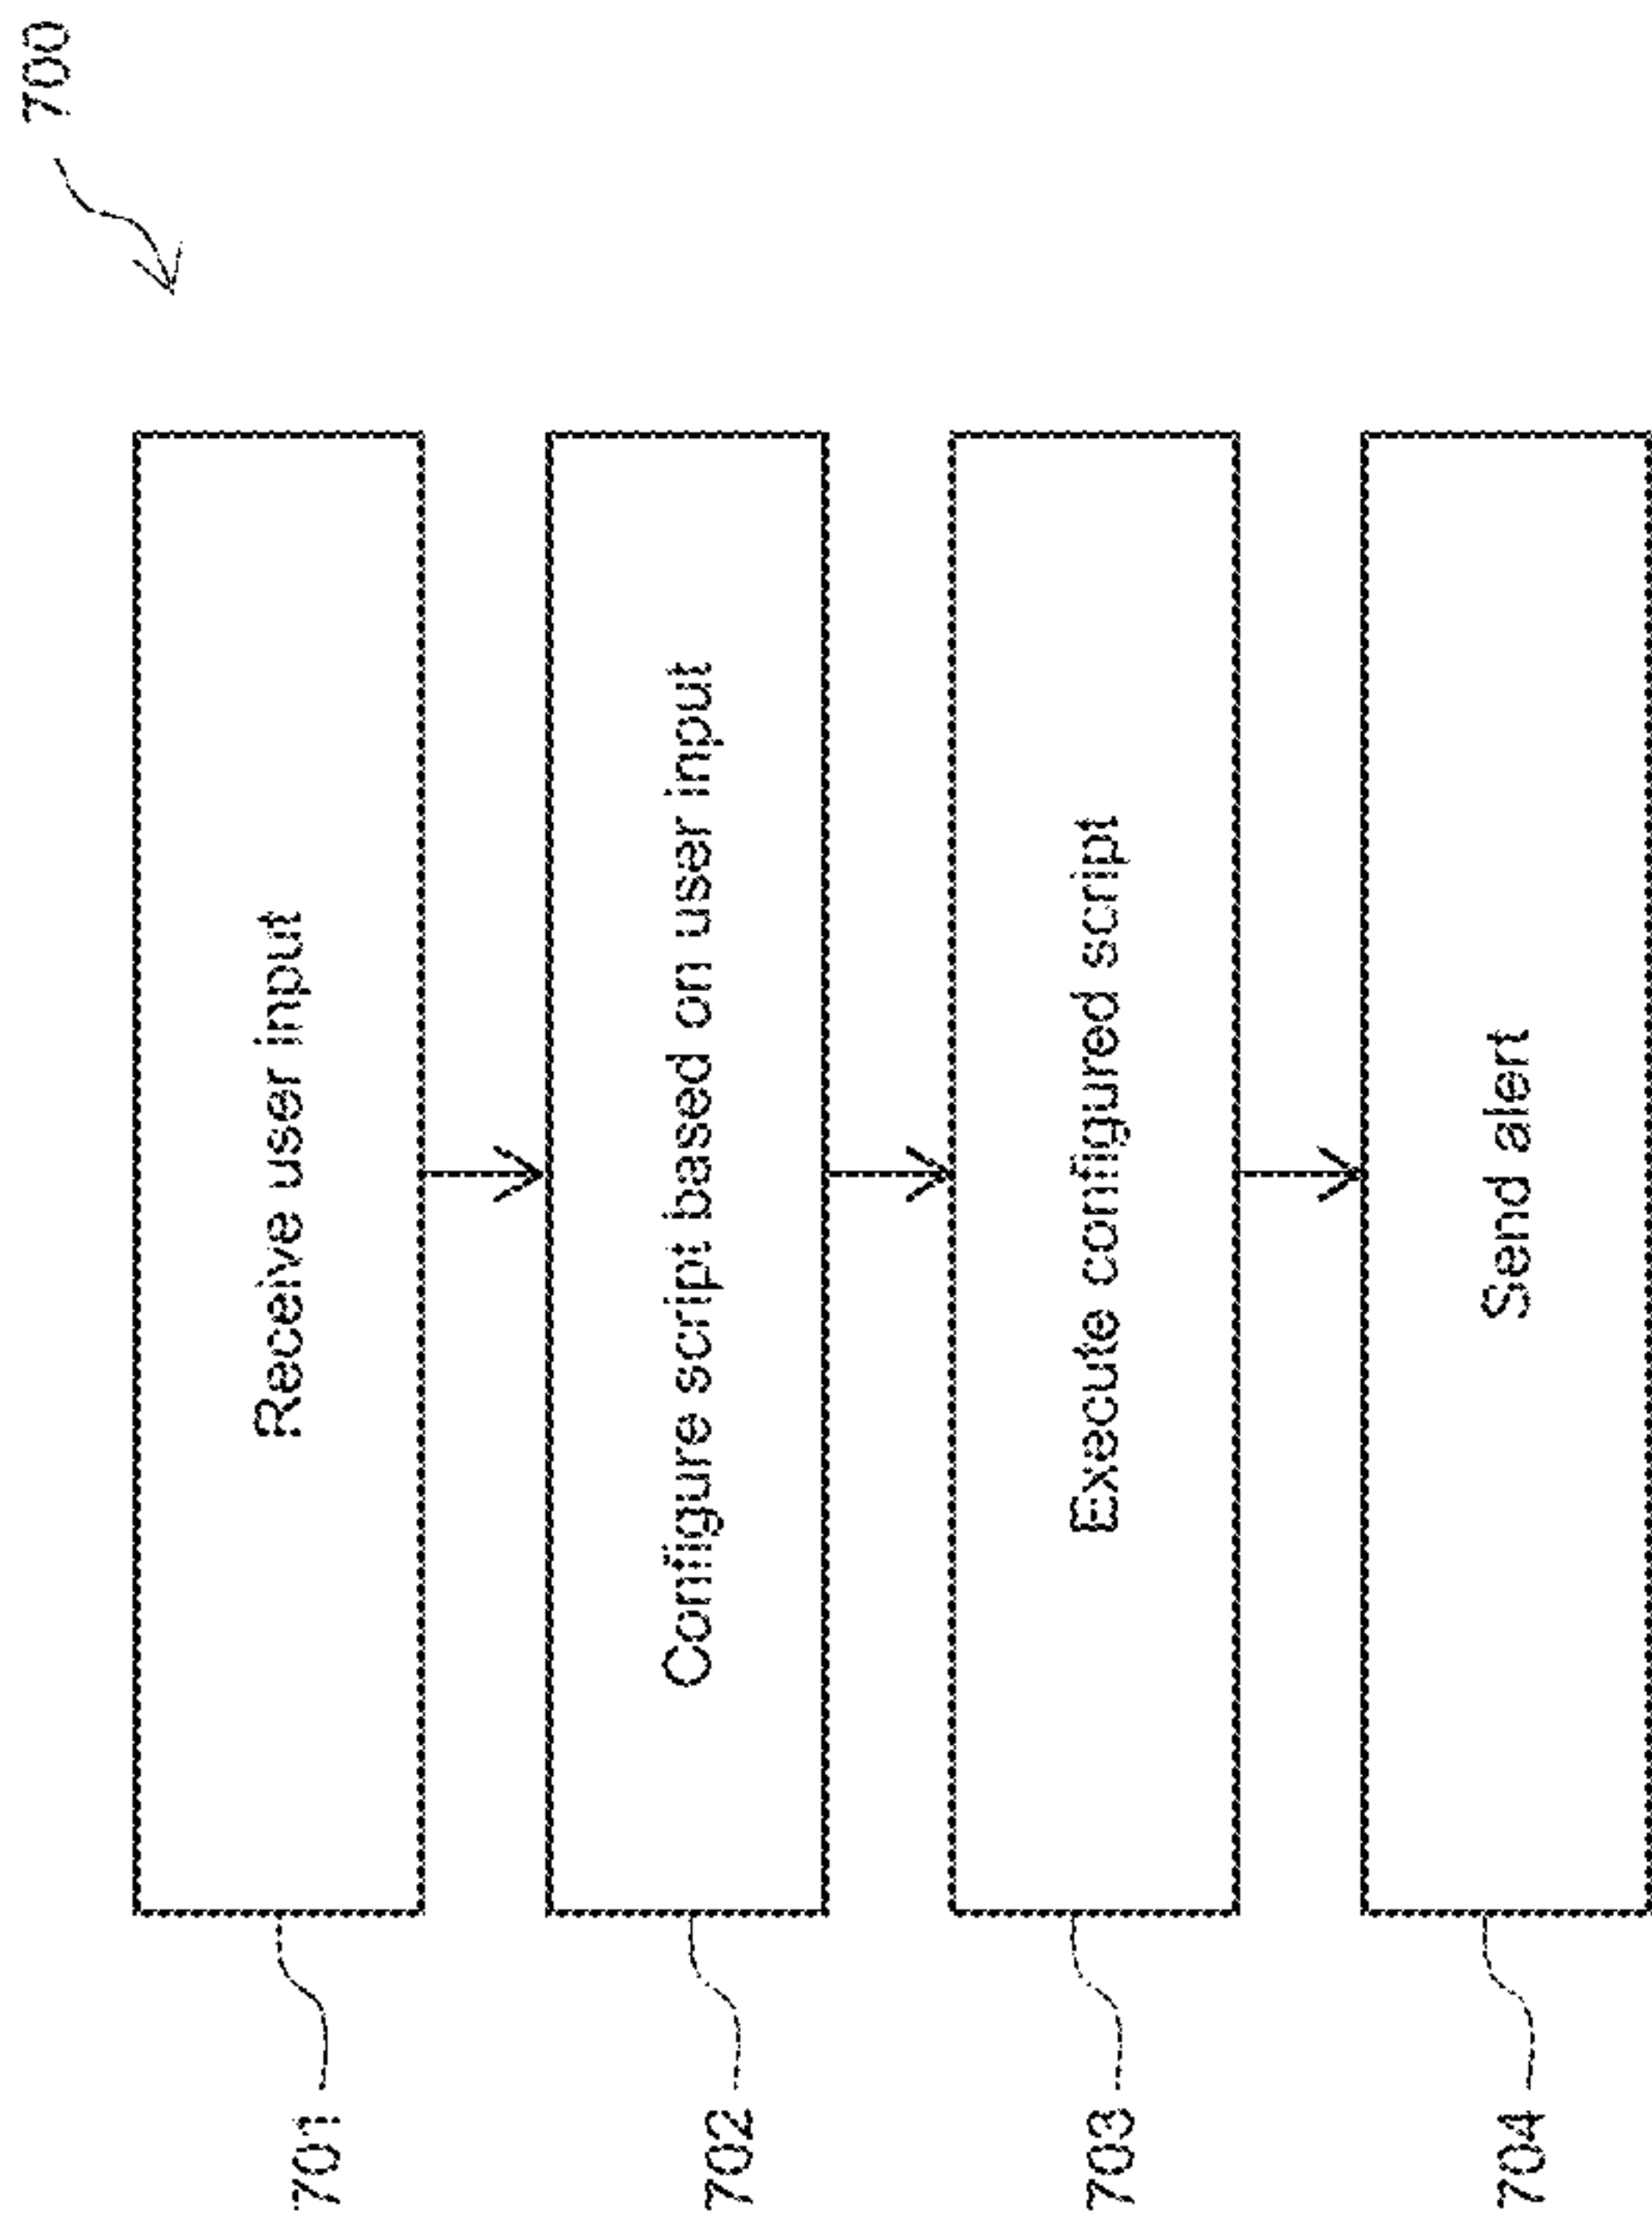 700
701
Receive user input
702
Configure script based on user input
703
Execute configured script
704
Send alert